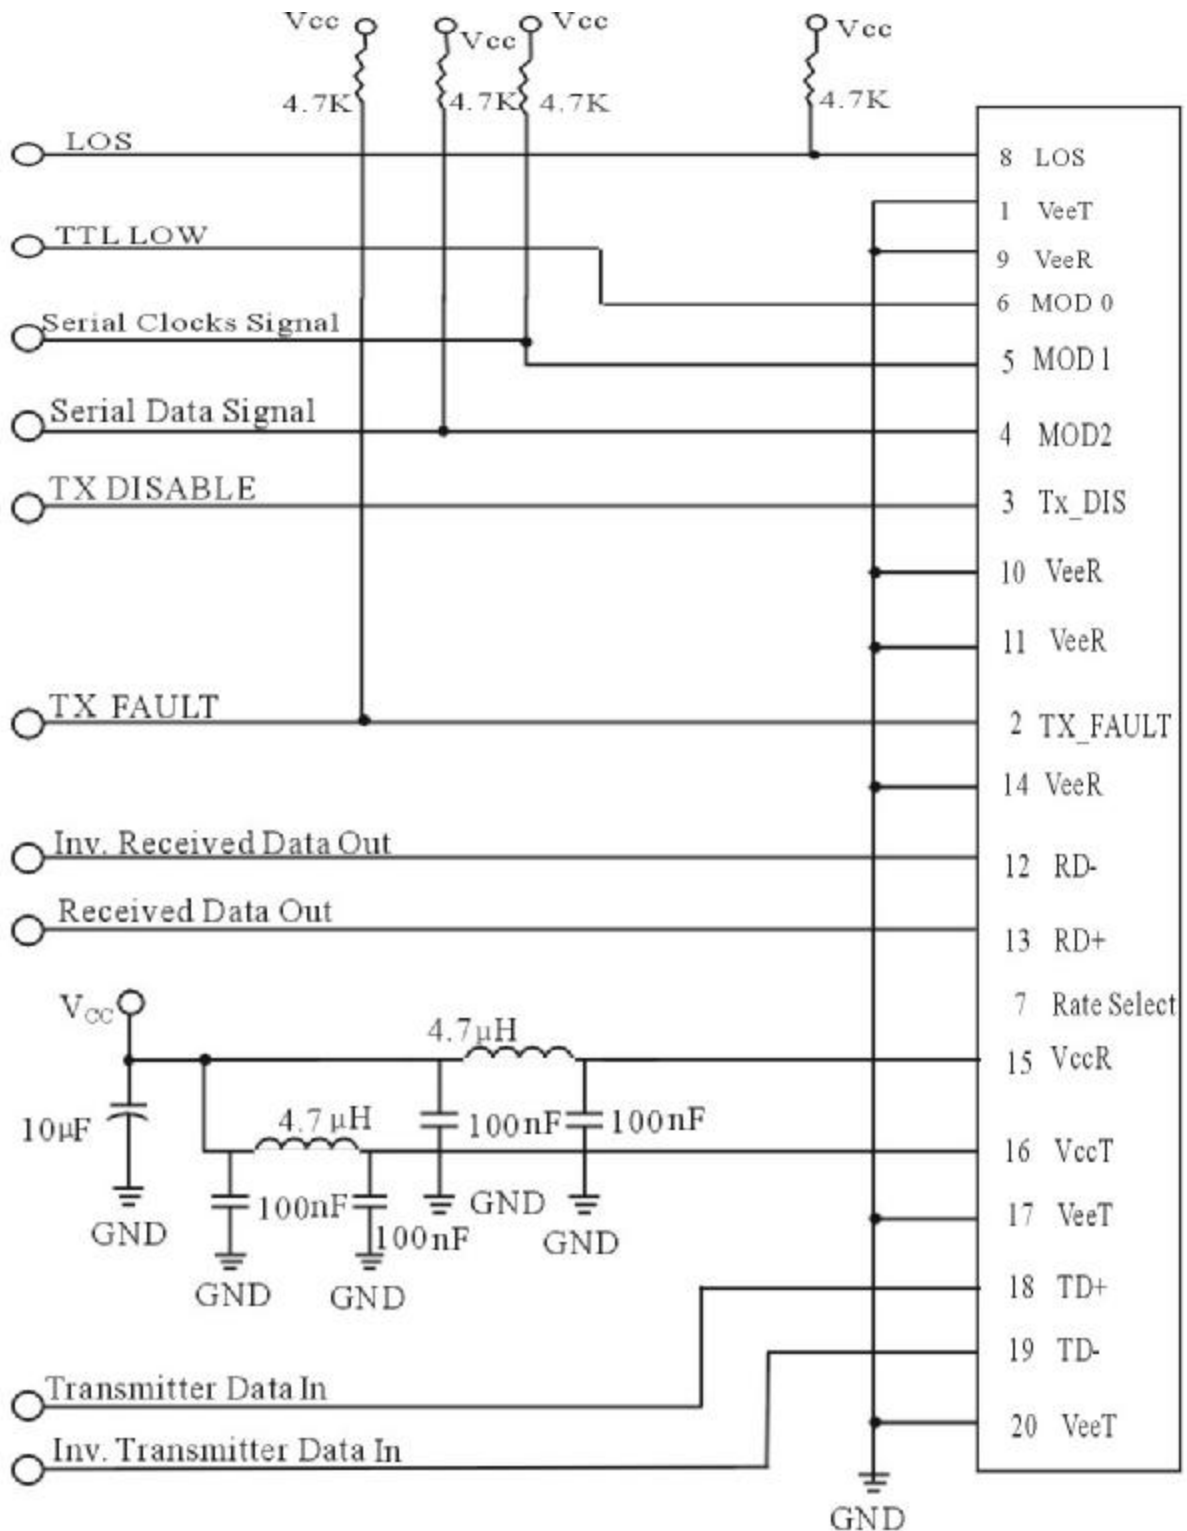 Vcc
Vcc
Vcc
Vcc
4.7K
4.7K
4.7K
4.7K
LOS
8 LOS
1 VeeT
TTL LOW
9 VeeR
6 MOD 0
Serial Clocks Signal
5 MOD 1
Serial Data Signal
4 MOD2
TX DISABLE
3 Tx_DIS
10 VeeR
11 VeeR
TX FAULT
2 TX_FAULT
14 VeeR
Inv. Received Data Out
12 RD-
Received Data Out
13 RD+
7 Rate Select
VCC
4.7µH
15 VccR
10µF
4.7µH
100nF
100nF
16 VccT
100nF
100nF
GND
GND
GND
GND
GND
17 VeeT
18 TD+
19 TD-
Transmitter Data In
20 VeeT
Inv. Transmitter Data In
GND